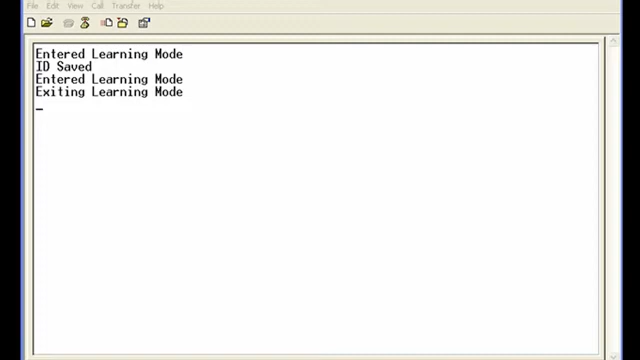 File Edit View Call Transfer Help
Entered Learning Mode
ID Saved
Entered Learning Mode
Exiting Learning Mode